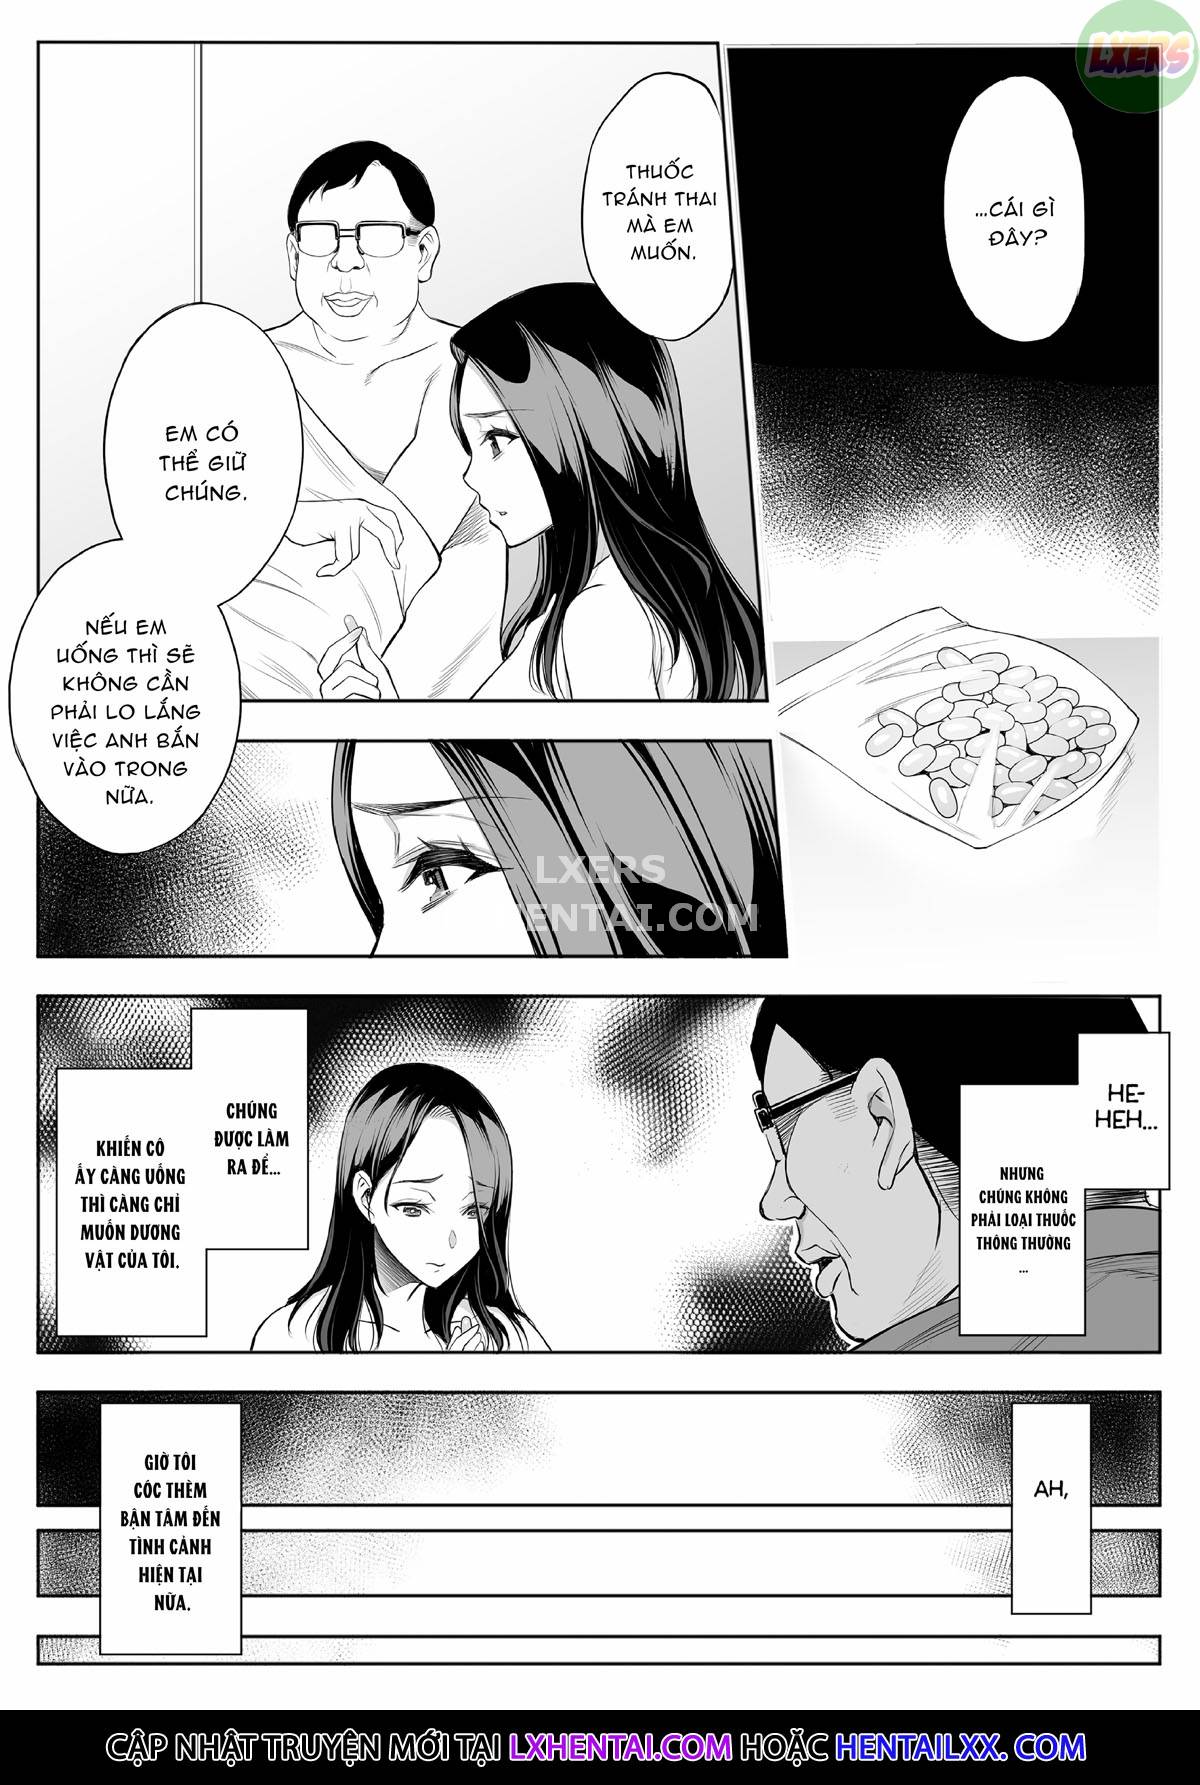 LXERS
...CÁI GÌ
ĐÂY?
THUỐC
TRÁNH THAI
MÀ EM
MUỐN.
EM CÓ
THỂ GIỮ
CHÚNG.
NẾU EM
UỐNG THÌ SẼ
KHÔNG CẦN
PHẢI LO LẮNG
VIỆC ANH BẮN
VÀO TRONG
NỮA.
LXERS
HENTAI.COM
HE-
HEH...
NHƯNG
CHÚNG KHÔNG
PHẢI LOẠI THUỐC
THÔNG THƯỜNG
...
CHÚNG
ĐƯỢC LÀM
RA ĐỂ...
KHIẾN CÔ
ẤY CÀNG UỐNG
THÌ CÀNG CHỈ
MUỐN DƯƠNG
VẬT CỦA TÔI.
AH,
GIỜ TÔI
CÓC THÈM
BẬN TÂM ĐẾN
TÌNH CẢNH
HIỆN TẠI
NỮA.
CẬP NHẬT TRUYỆN MỚI TẠI LXHENTAI.COM HOẶC HENTAILXX. COM